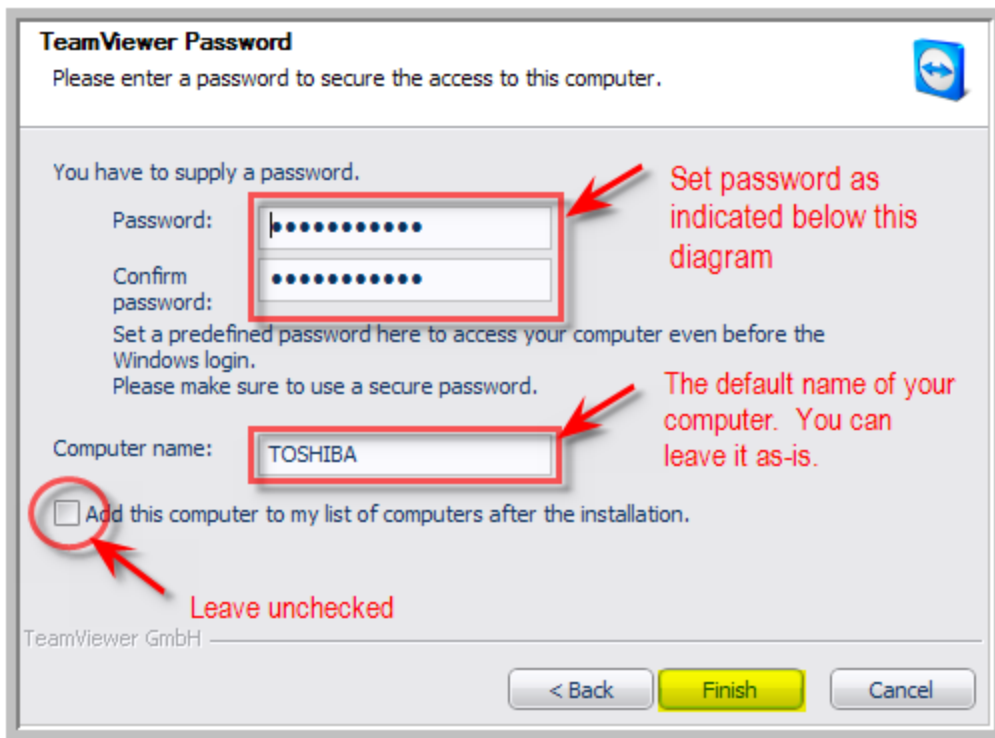 TeamViewer Password
Please enter a password to secure the access to this computer.
You have to supply a password.
Set password as
indicated below this
diagram
Password:
Confirm
password:
Set a predefined password here to access your computer even before the
Windows login.
Please make sure to use a secure password.
The default name of your
computer. You can
leave it as-is.
Computer name:
TOSHIBA
Add this computer to my list of computers after the installation.
Leave unchecked
TeamViewer GmbH
< Back
Finish
Cancel